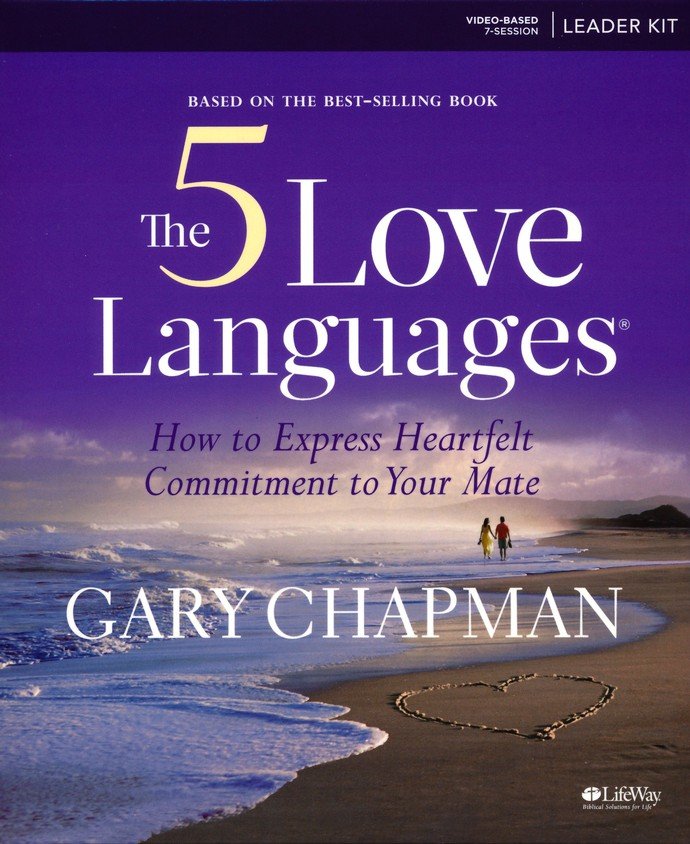 VIDEO-BASED
7-SESSION
LEADER KIT
BASED ON THE BEST-SELLING BOOK
The 5 Love
Languages®
How to Express Heartfelt
Commitment to Your Mate
GARY CHAPMAN
LifeWay
Biblical Solutions for Life